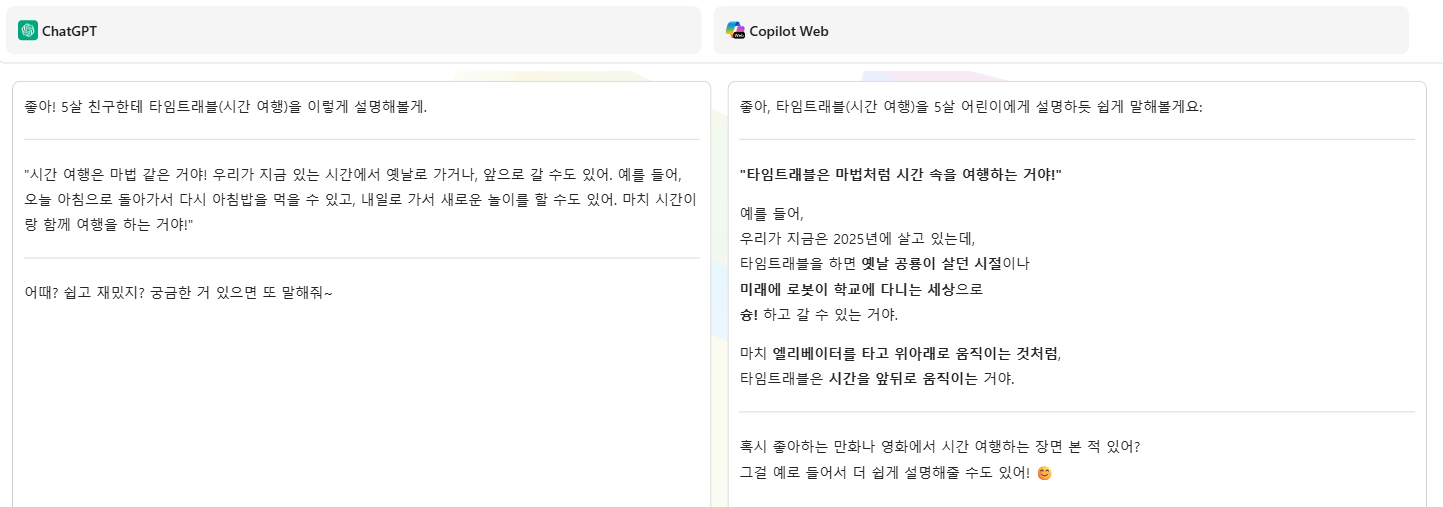 ChatGPT
좋아! 5살 친구한테 타임트래블(시간 여행)을 이렇게 설명해볼게.
"시간 여행은 마법 같은 거야! 우리가 지금 있는 시간에서 옛날로 가거나, 앞으로 갈 수도 있어. 예를 들어,
오늘 아침으로 돌아가서 다시 아침밥을 먹을 수 있고, 내일로 가서 새로운 놀이를 할 수도 있어. 마치 시간이
랑 함께 여행을 하는 거야!"
어때? 쉽고 재밌지? 궁금한 거 있으면 또 말해줘~
Copilot Web
좋아, 타임트래블(시간 여행)을 5살 어린이에게 설명하듯 쉽게 말해볼게요:
"타임트래블은 마법처럼 시간 속을 여행하는 거야!"
예를 들어,
우리가 지금은 2025년에 살고 있는데,
타임트래블을 하면 옛날 공룡이 살던 시절이나
미래에 로봇이 학교에 다니는 세상으로
슝! 하고 갈 수 있는 거야.
마치 엘리베이터를 타고 위아래로 움직이는 것처럼,
타임트래블은 시간을 앞뒤로 움직이는 거야.
혹시 좋아하는 만화나 영화에서 시간 여행하는 장면 본 적 있어?
그걸 예로 들어서 더 쉽게 설명해줄 수도 있어! 😊